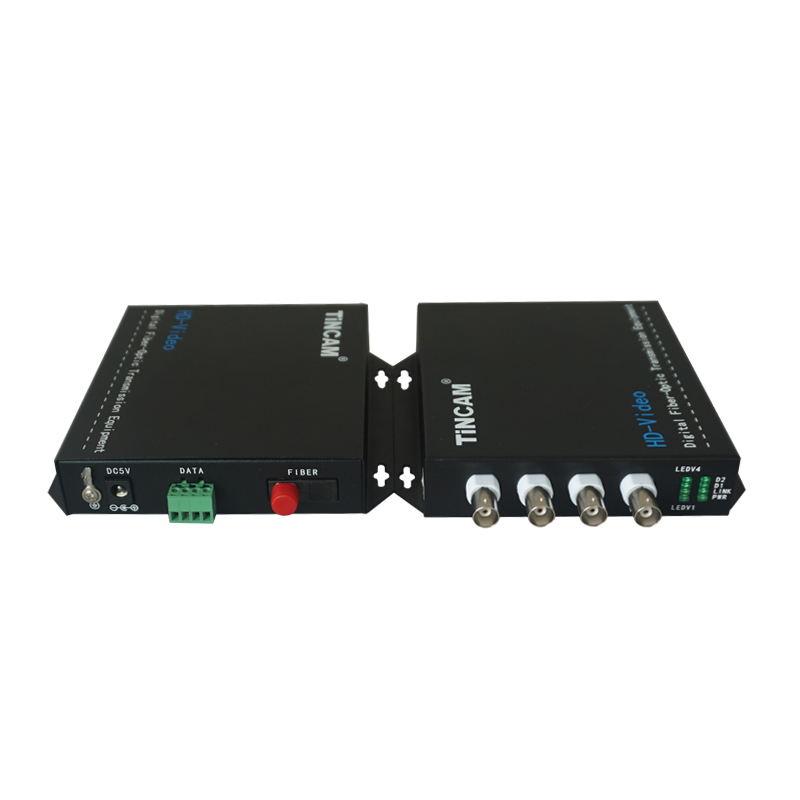 TiNCAM®
HD-Video
Digital Fiber-Optic Transmission Equipment
DC5V
DATA
FIBER
TiNCAM®
HD-Video
Digital Fiber-Optic Transmission Equipment
LEDV4
D2
D1
LINK
PWR
LEDV1